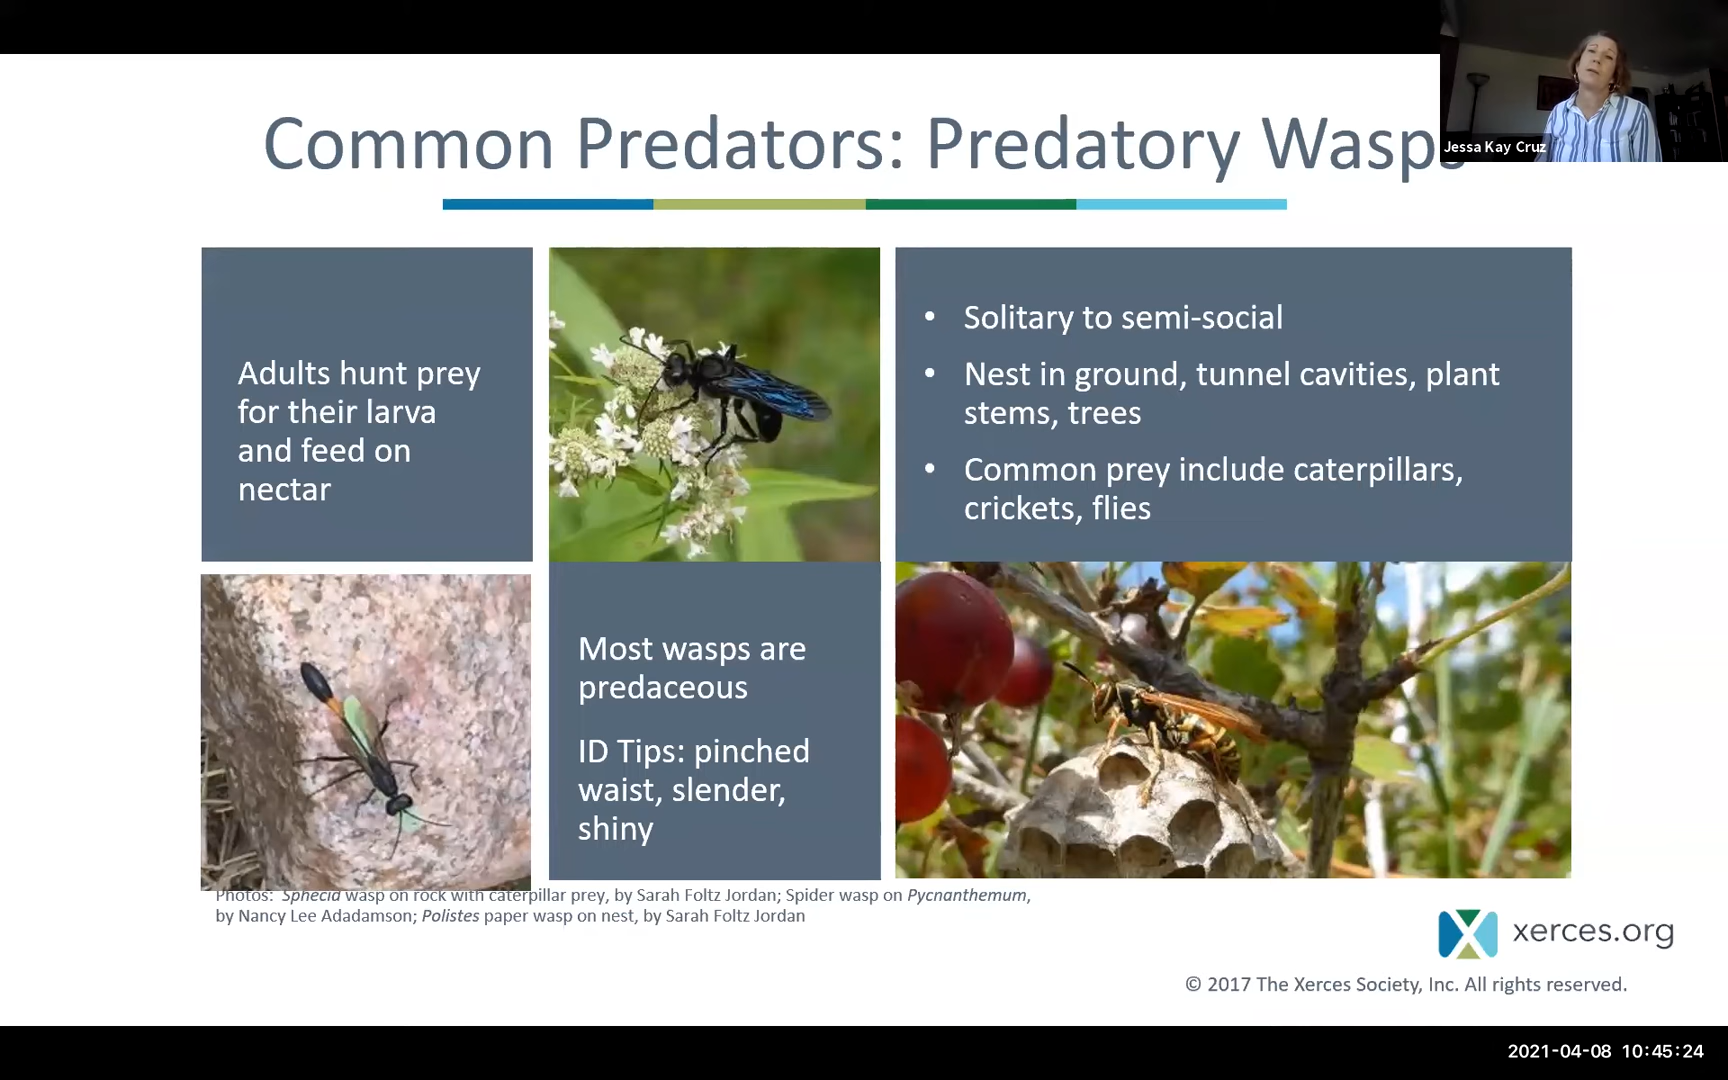 Common Predators: Predatory Wasps
Jessa Kay Cruz
Adults hunt prey
for their larva
and feed on
nectar
• Solitary to semi-social
• Nest in ground, tunnel cavities, plant
stems, trees
• Common prey include caterpillars,
crickets, flies
Most wasps are
predaceous
ID Tips: pinched
waist, slender,
shiny
Photos: Sphecid wasp on rock with caterpillar prey, by Sarah Foltz Jordan; Spider wasp on Pycnanthemum,
by Nancy Lee Adadamson; Polistes paper wasp on nest, by Sarah Foltz Jordan
xerces.org
© 2017 The Xerces Society, Inc. All rights reserved.
2021-04-08 10:45:24